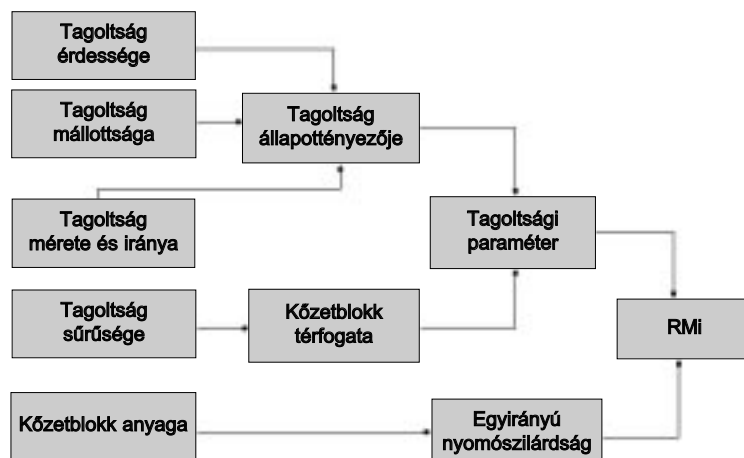 Tagoltság
érdessége
Tagoltság
mállottsága
Tagoltság
állapottényezője
Tagoltság
mérete és iránya
Tagoltsági
paraméter
Tagoltság
sűrűsége
Kőzetblokk
térfogata
RMi
Kőzetblokk anyaga
Egyirányú
nyomószilárdság